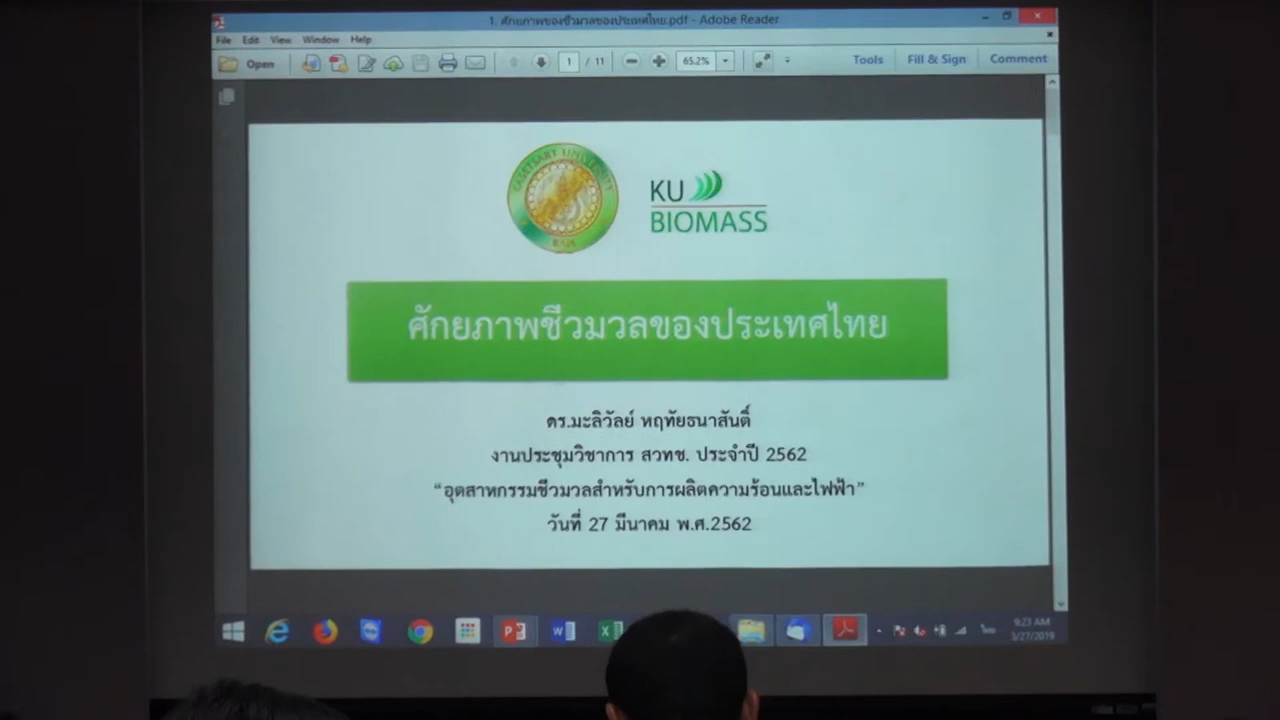 1. ศักยภาพของชีวมวลของประเทศไทย.pdf - Adobe Reader
File Edit View Window Help
Open 1 / 11 65.2% Tools Fill & Sign Comment
KASETSART UNIVERSITY
KU
BIOMASS
ศักยภาพชีวมวลของประเทศไทย
ดร.มะลิวัลย์ หฤทัยธนาสันติ์
งานประชุมวิชาการ สวทช. ประจำปี 2562
“อุตสาหกรรมชีวมวลสำหรับการผลิตความร้อนและไฟฟ้า”
วันที่ 27 มีนาคม พ.ศ.2562
9:23 AM
3/27/2019